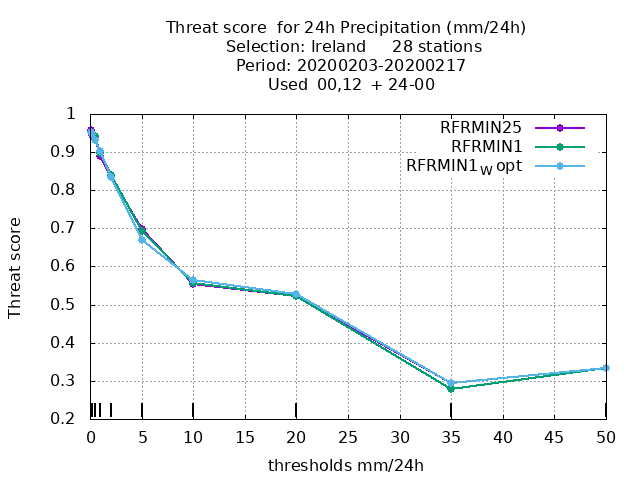 Threat score  for 24h Precipitation (mm/24h)
Selection: Ireland     28 stations
Period: 20200203-20200217
Used  00,12  + 24-00
RFRMIN25
RFRMIN1
RFRMIN1W opt
Threat score
1
0.9
0.8
0.7
0.6
0.5
0.4
0.3
0.2
0 5 10 15 20 25 30 35 40 45 50
thresholds mm/24h